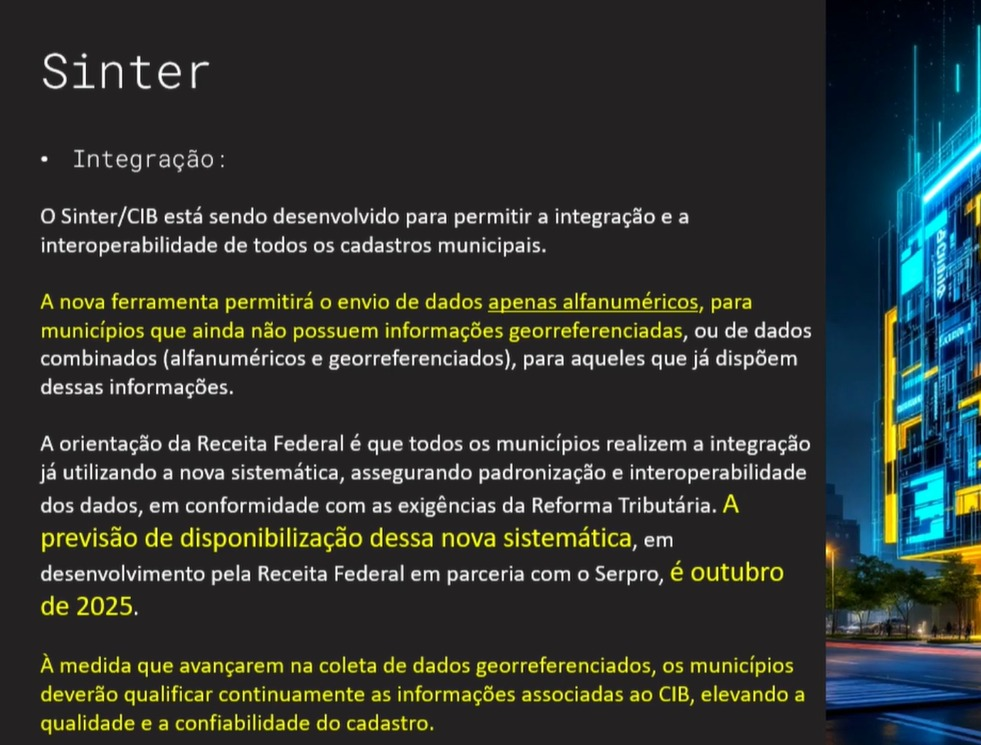 Sinter
• Integração:
O Sinter/CIB está sendo desenvolvido para permitir a integração e a
interoperabilidade de todos os cadastros municipais.
A nova ferramenta permitirá o envio de dados apenas alfanuméricos, para
municípios que ainda não possuem informações georreferenciadas, ou de dados
combinados (alfanuméricos e georreferenciados), para aqueles que já dispõem
dessas informações.
A orientação da Receita Federal é que todos os municípios realizem a integração
já utilizando a nova sistemática, assegurando padronização e interoperabilidade
dos dados, em conformidade com as exigências da Reforma Tributária. A
previsão de disponibilização dessa nova sistemática, em
desenvolvimento pela Receita Federal em parceria com o Serpro, é outubro
de 2025.
À medida que avançarem na coleta de dados georreferenciados, os municípios
deverão qualificar continuamente as informações associadas ao CIB, elevando a
qualidade e a confiabilidade do cadastro.